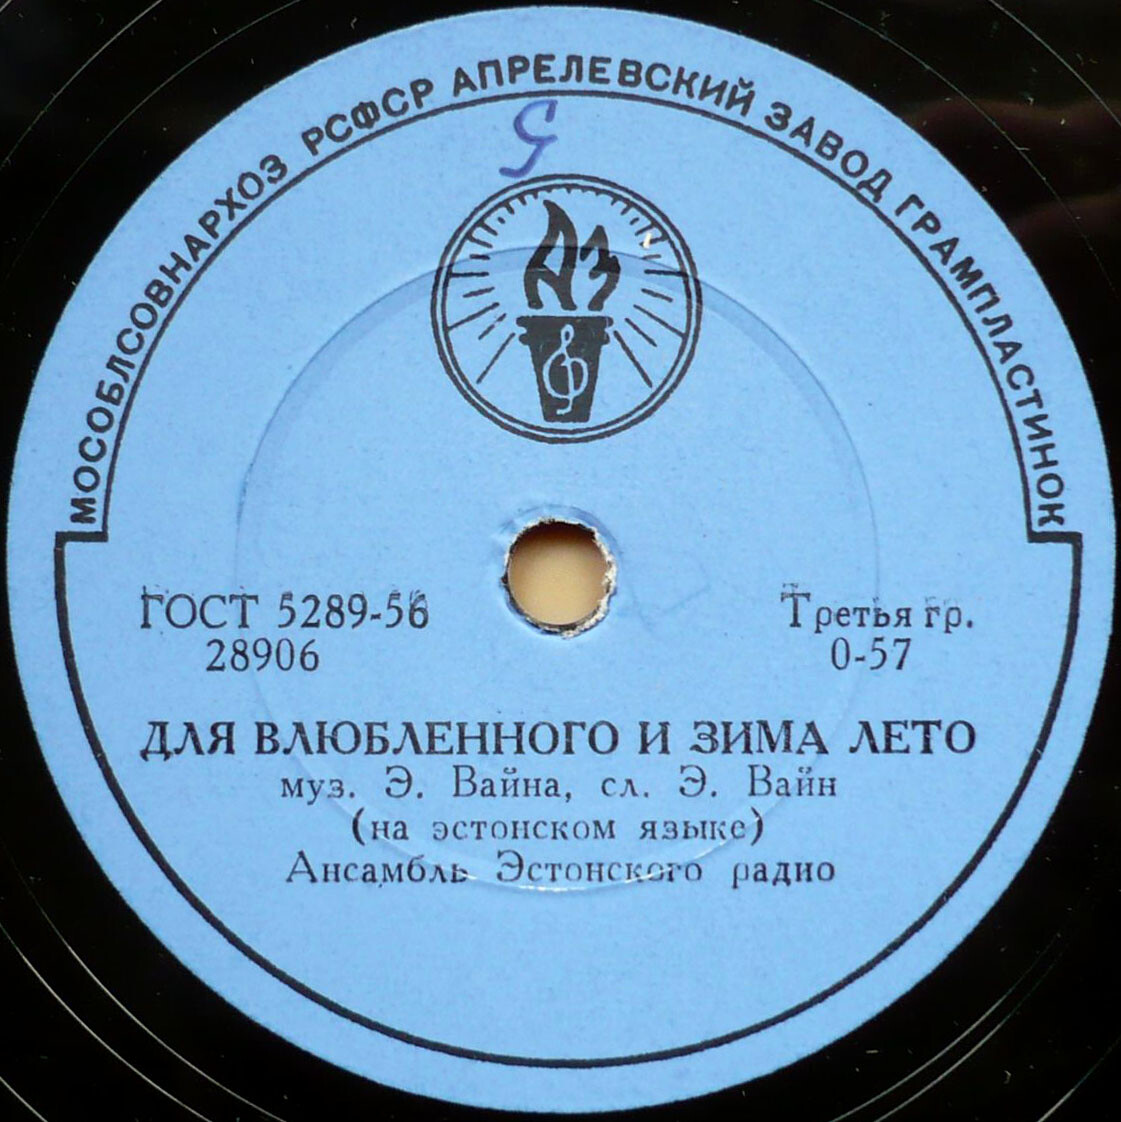 МОСОБЛСОВНАРХОЗ РСФСР АПРЕЛЕВСКИЙ ЗАВОД ГРАМПЛАСТИНОК
АЗ
ГОСТ 5289-56
28906
Третья гр.
0-57
ДЛЯ ВЛЮБЛЕННОГО И ЗИМА ЛЕТО
муз. Э. Вайна, сл. Э. Вайн
(на эстонском языке)
Ансамбль Эстонского радио